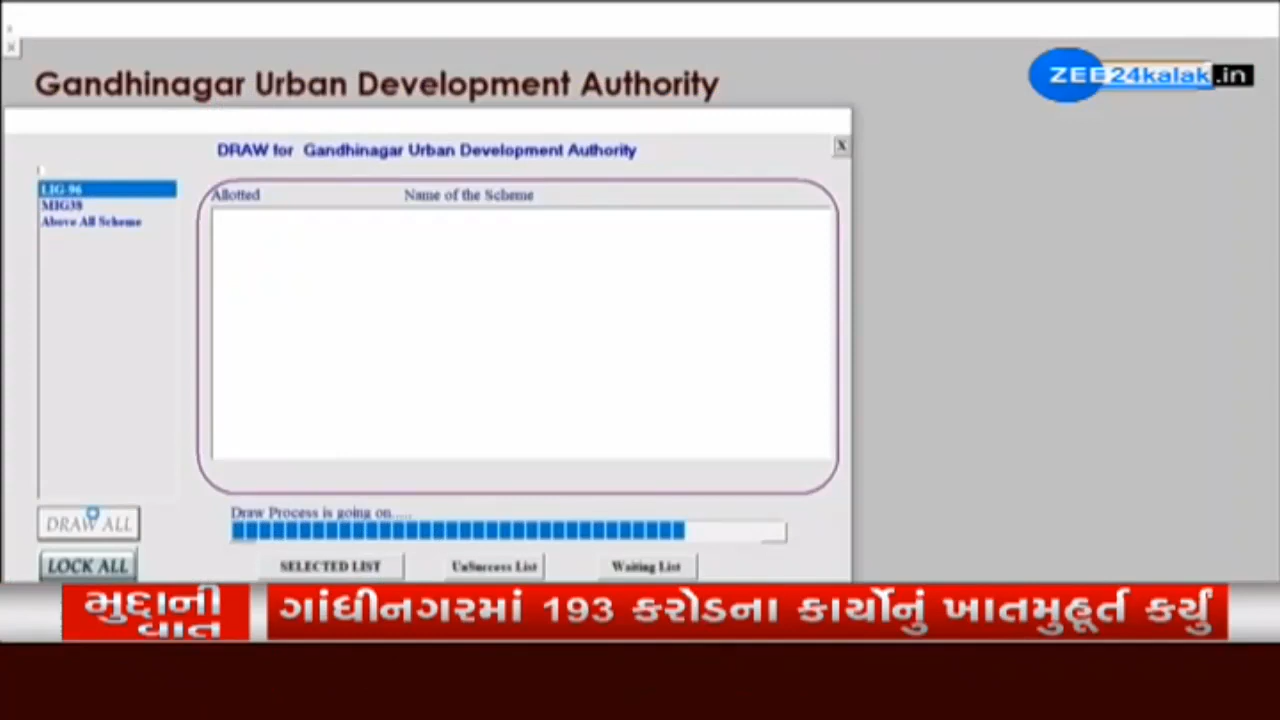 Gandhinagar Urban Development Authority
ZEE24kalak.in
DRAW for Gandhinagar Urban Development Authority
X
LIG-96
MIG38
Above All Scheme
Allotted Name of the Scheme
Draw Process is going on.....
DRAW ALL
LOCK ALL
SELECTED LIST UnSuccess List Waiting List
મુદ્દાની
વાત
ગાંધીનગરમાં 193 કરોડના કાર્યોનું ખાતમુહૂર્ત કર્યું